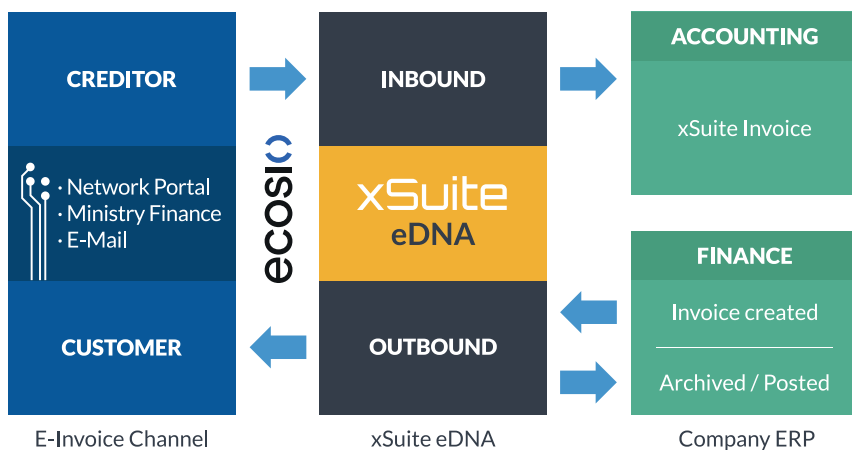 CREDITOR
· Network Portal
· Ministry Finance
· E-Mail
CUSTOMER
E-Invoice Channel
ecosio
INBOUND
xSuite
eDNA
OUTBOUND
xSuite eDNA
ACCOUNTING
xSuite Invoice
FINANCE
Invoice created
Archived / Posted
Company ERP